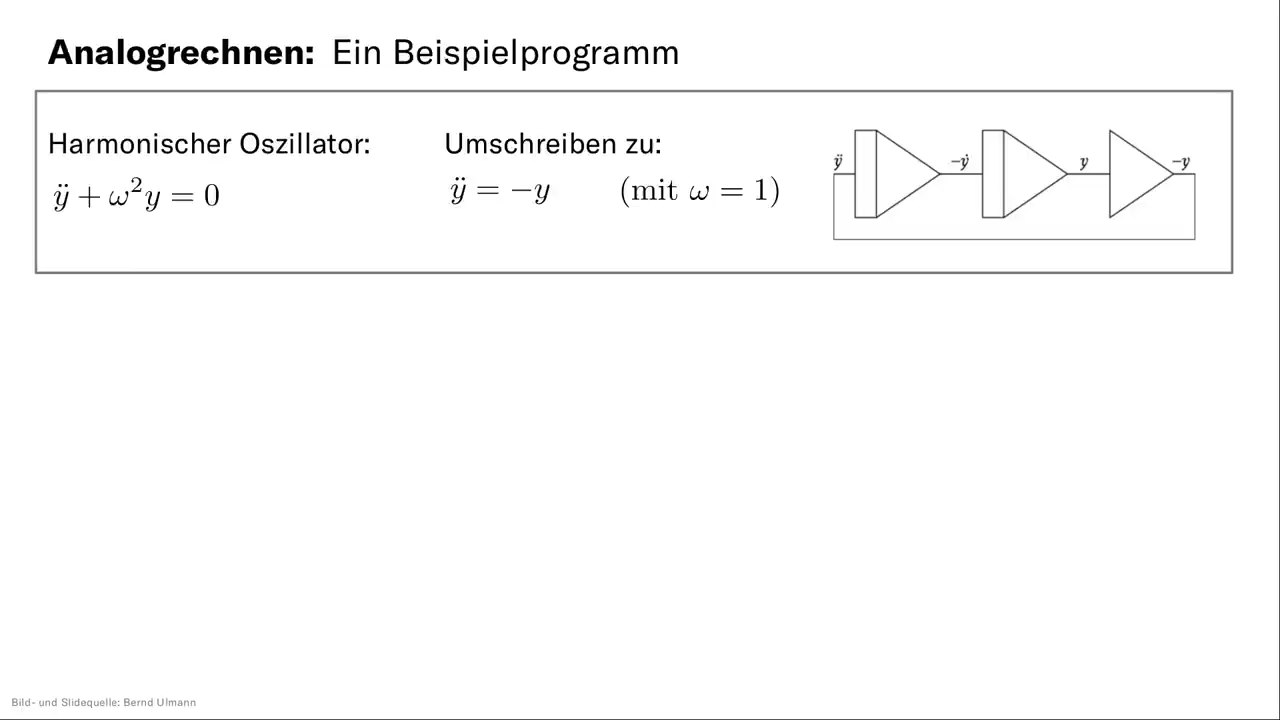 Analogrechnen: Ein Beispielprogramm
Harmonischer Oszillator:
ÿ + ω²y = 0
Umschreiben zu:
ÿ = −y (mit ω = 1)
ÿ −ẏ y −y
Bild- und Slidequelle: Bernd Ulmann